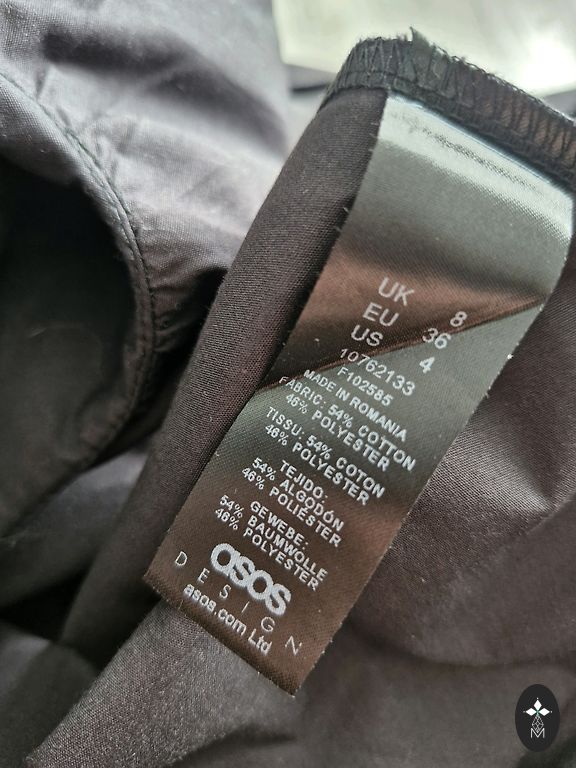 UK 8
EU 36
US 4
10762133
F102585
MADE IN ROMANIA
FABRIC: 54% COTTON
46% POLYESTER
TISSU: 54% COTON
46% POLYESTER
TEJIDO:
54% ALGODÓN
46% POLIÉSTER
GEWEBE:
54% BAUMWOLLE
46% POLYESTER
asos
DESIGN
asos.com Ltd
M